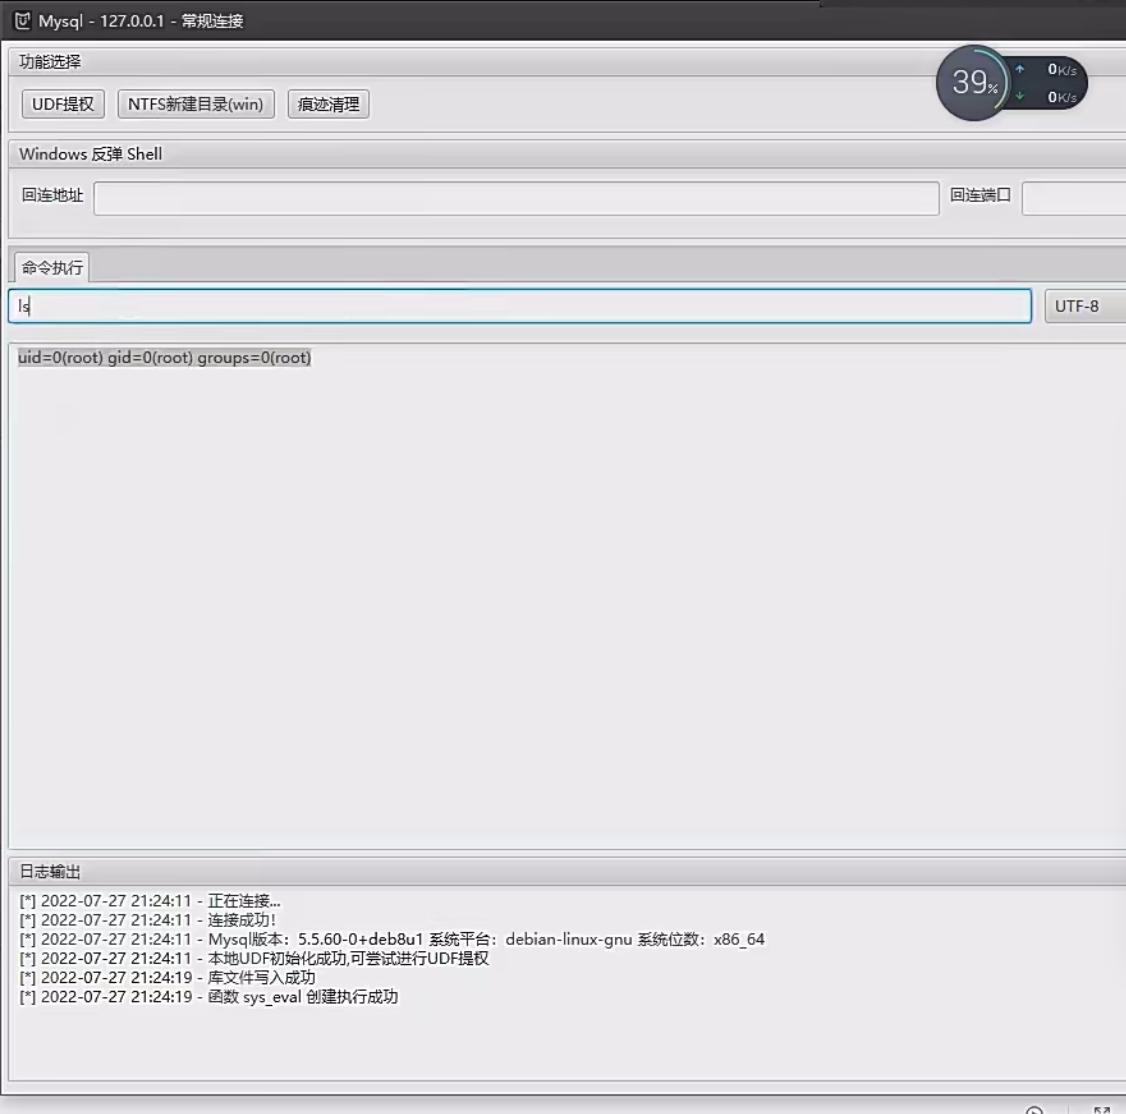 Mysql - 127.0.0.1 - 常规连接
功能选择
39%
0K/s
0K/s
UDF提权 NTFS新建目录(win) 痕迹清理
Windows 反弹 Shell
回连地址 回连端口
命令执行
ls UTF-8
uid=0(root) gid=0(root) groups=0(root)
日志输出
[*] 2022-07-27 21:24:11 - 正在连接...
[*] 2022-07-27 21:24:11 - 连接成功!
[*] 2022-07-27 21:24:11 - Mysql版本：5.5.60-0+deb8u1 系统平台：debian-linux-gnu 系统位数：x86_64
[*] 2022-07-27 21:24:11 - 本地UDF初始化成功,可尝试进行UDF提权
[*] 2022-07-27 21:24:19 - 库文件写入成功
[*] 2022-07-27 21:24:19 - 函数 sys_eval 创建执行成功